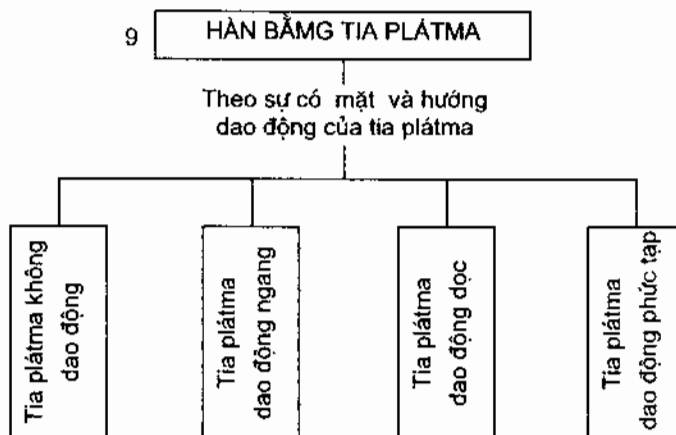 9
HÀN BẰMG TIA PLÁTMA
Theo sự có mặt và hướng
dao động của tia plátma
Tia plátma không
dao động
Tia plátma
dao động ngang
Tia plátma
dao động dọc
Tia plátma
dao động phức tạp